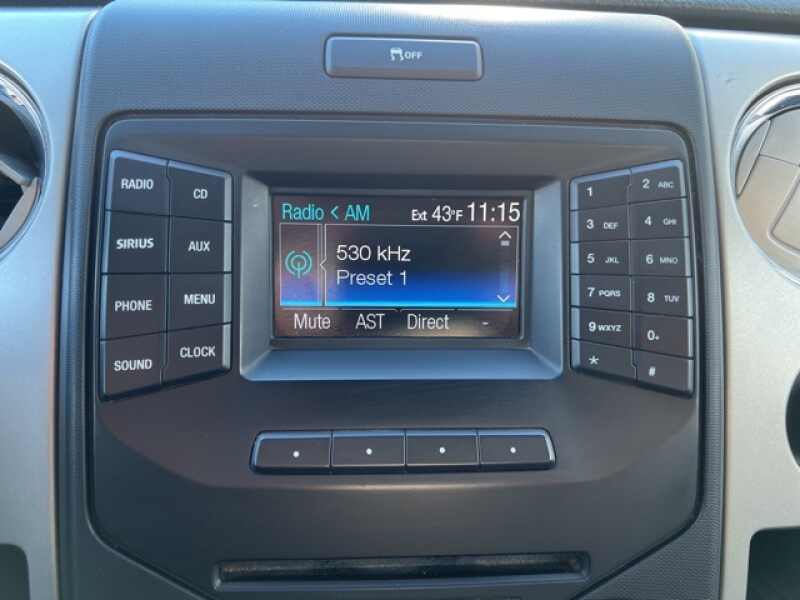 OFF
RADIO CD
SIRIUS AUX
PHONE MENU
SOUND CLOCK
Radio < AM Ext 43°F 11:15
530 kHz
Preset 1
Mute AST Direct -
1 2 ABC
3 DEF 4 GHI
5 JKL 6 MNO
7 PQRS 8 TUV
9 WXYZ 0+
* #